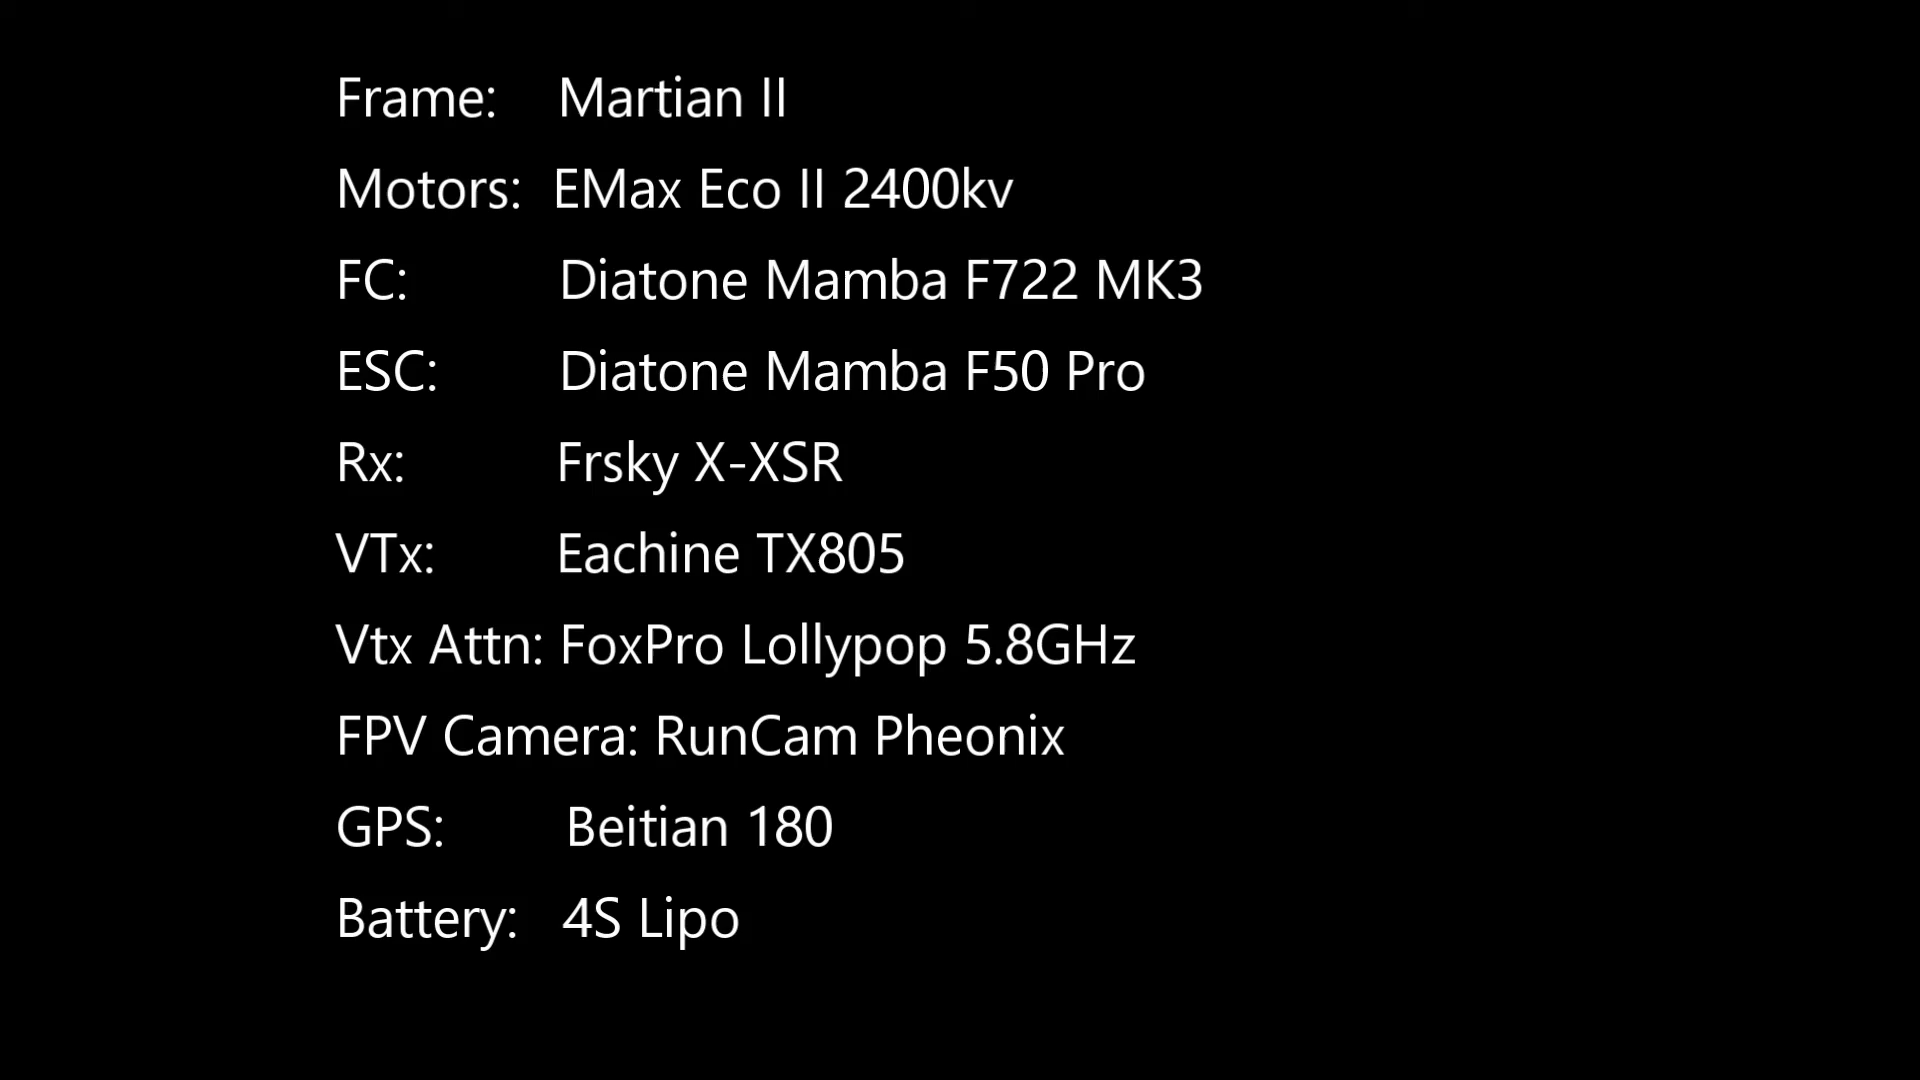 Frame: Martian II
Motors: EMax Eco II 2400kv
FC: Diatone Mamba F722 MK3
ESC: Diatone Mamba F50 Pro
Rx: Frsky X-XSR
VTx: Eachine TX805
Vtx Attn: FoxPro Lollypop 5.8GHz
FPV Camera: RunCam Pheonix
GPS: Beitian 180
Battery: 4S Lipo